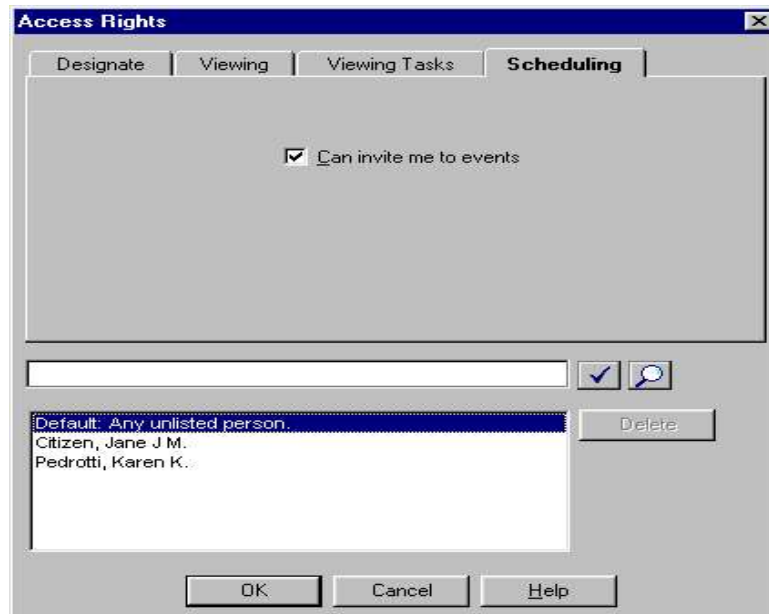 Access Rights
Designate Viewing Viewing Tasks Scheduling
Can invite me to events
Default: Any unlisted person.
Delete
Citizen, Jane J M.
Pedrotti, Karen K.
OK Cancel Help